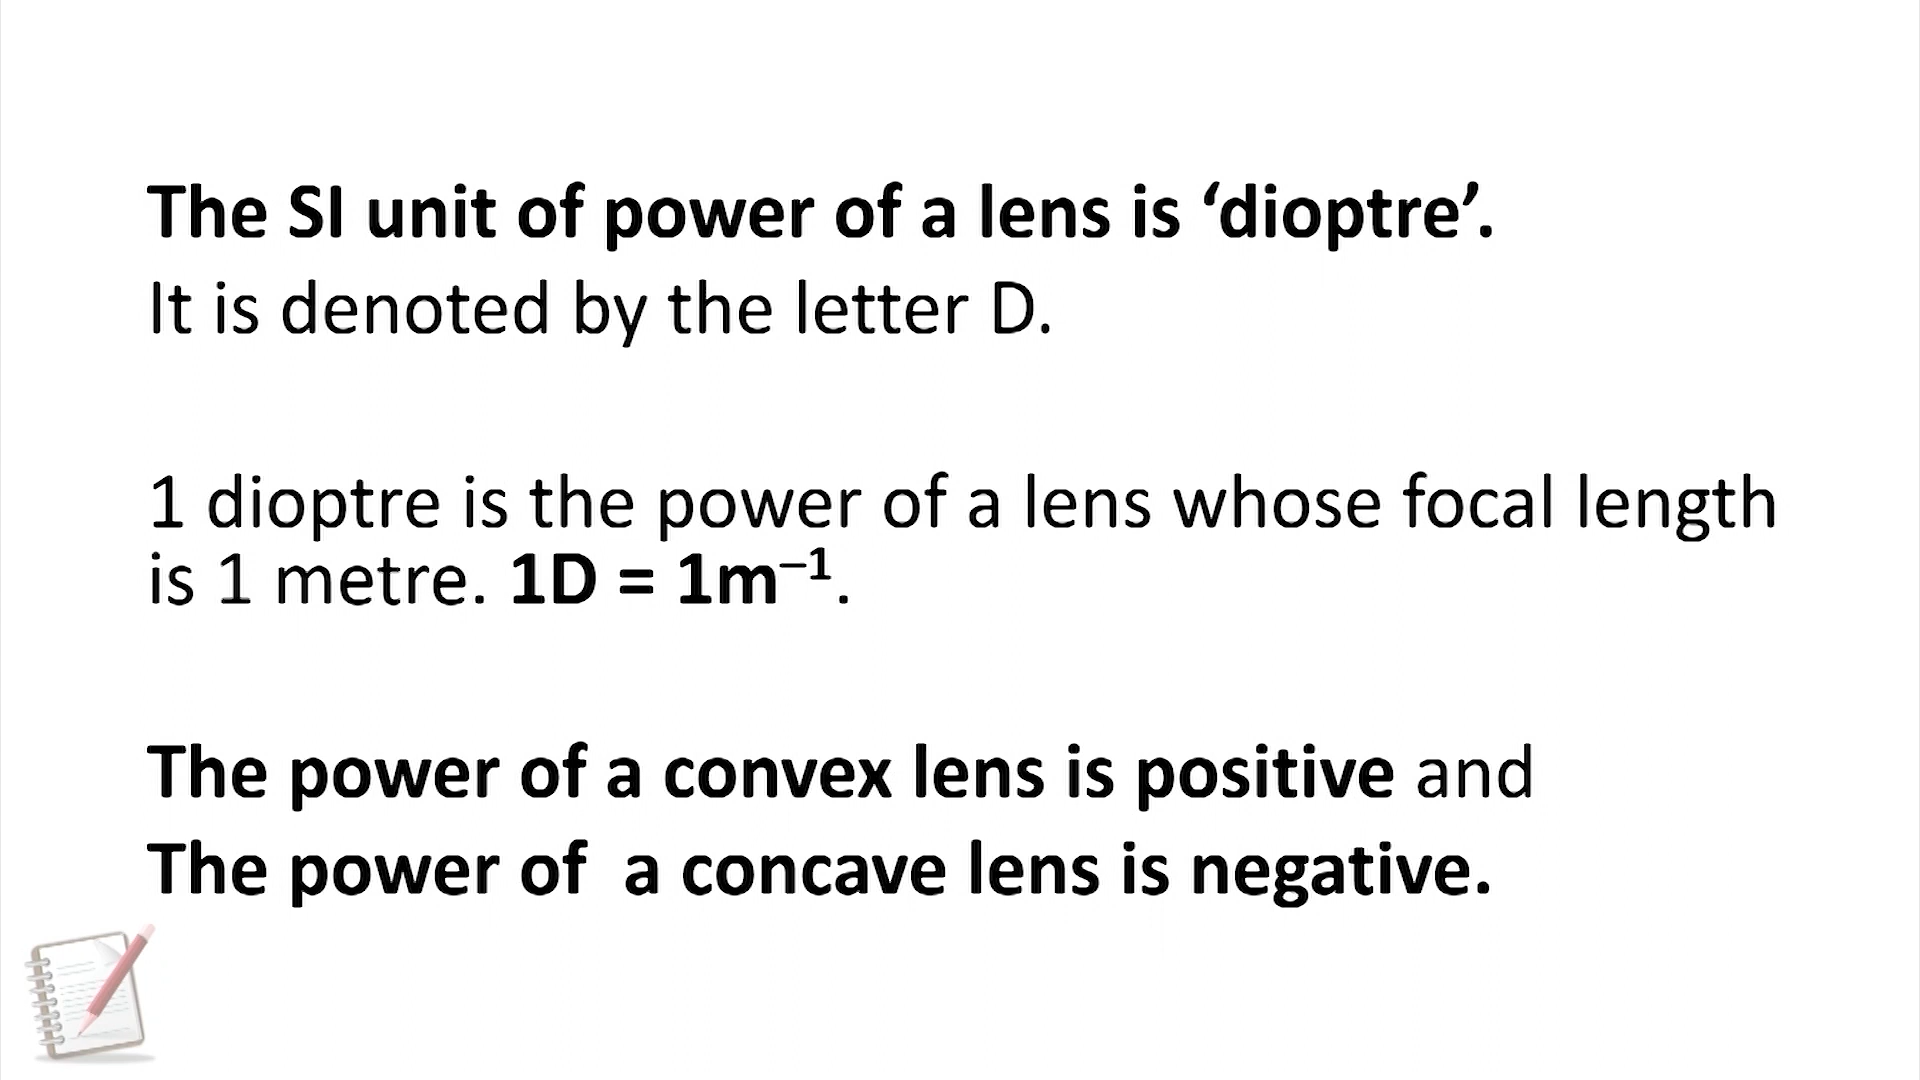 The SI unit of power of a lens is ‘dioptre’.
It is denoted by the letter D.
1 dioptre is the power of a lens whose focal length
is 1 metre. 1D = 1m⁻¹.
The power of a convex lens is positive and
The power of  a concave lens is negative.